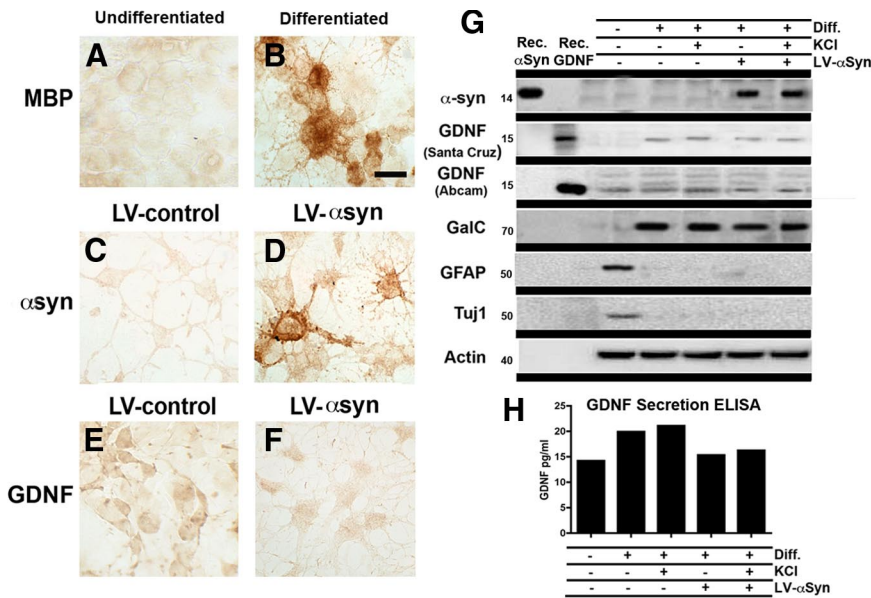 Undifferentiated Differentiated
A B
MBP
LV-control LV-αsyn
C D
αsyn
LV-control LV-αsyn
E F
GDNF
G
- + + + + Diff.
Rec. Rec. - - + - + KCl
αSyn GDNF - - - + + LV-αSyn
α-syn 14
GDNF 15
(Santa Cruz)
GDNF
(Abcam) 15
GalC 70
GFAP 50
Tuj1 50
Actin 40
H
GDNF Secretion ELISA
GDNF pg/ml
25
20
15
10
5
0
- + + + + Diff.
- - + - + KCl
- - - + + LV-αSyn